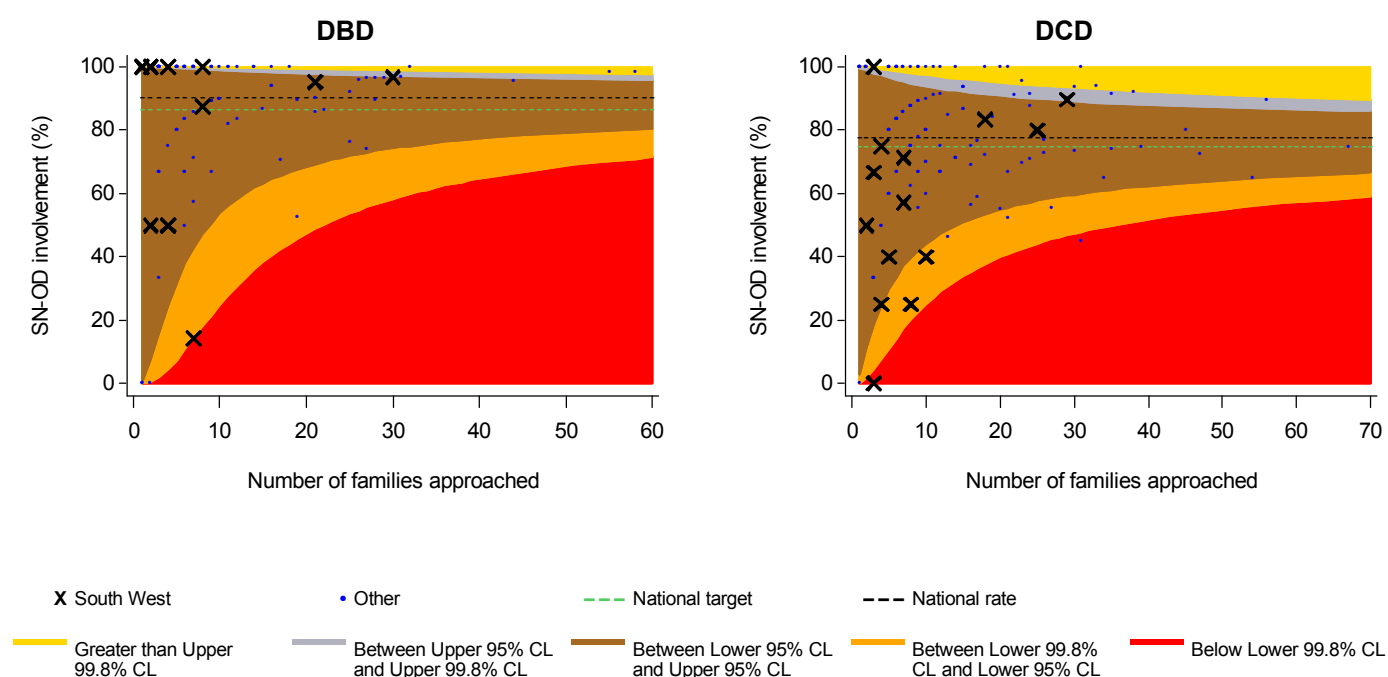 DBD
DCD
SN-OD involvement (%)
100
80
60
40
20
0
0 10 20 30 40 50 60
Number of families approached
SN-OD involvement (%)
100
80
60
40
20
0
0 10 20 30 40 50 60 70
Number of families approached
X South West
Other
National target
National rate
Greater than Upper
99.8% CL
Between Upper 95% CL
and Upper 99.8% CL
Between Lower 95% CL
and Upper 95% CL
Between Lower 99.8%
CL and Lower 95% CL
Below Lower 99.8% CL